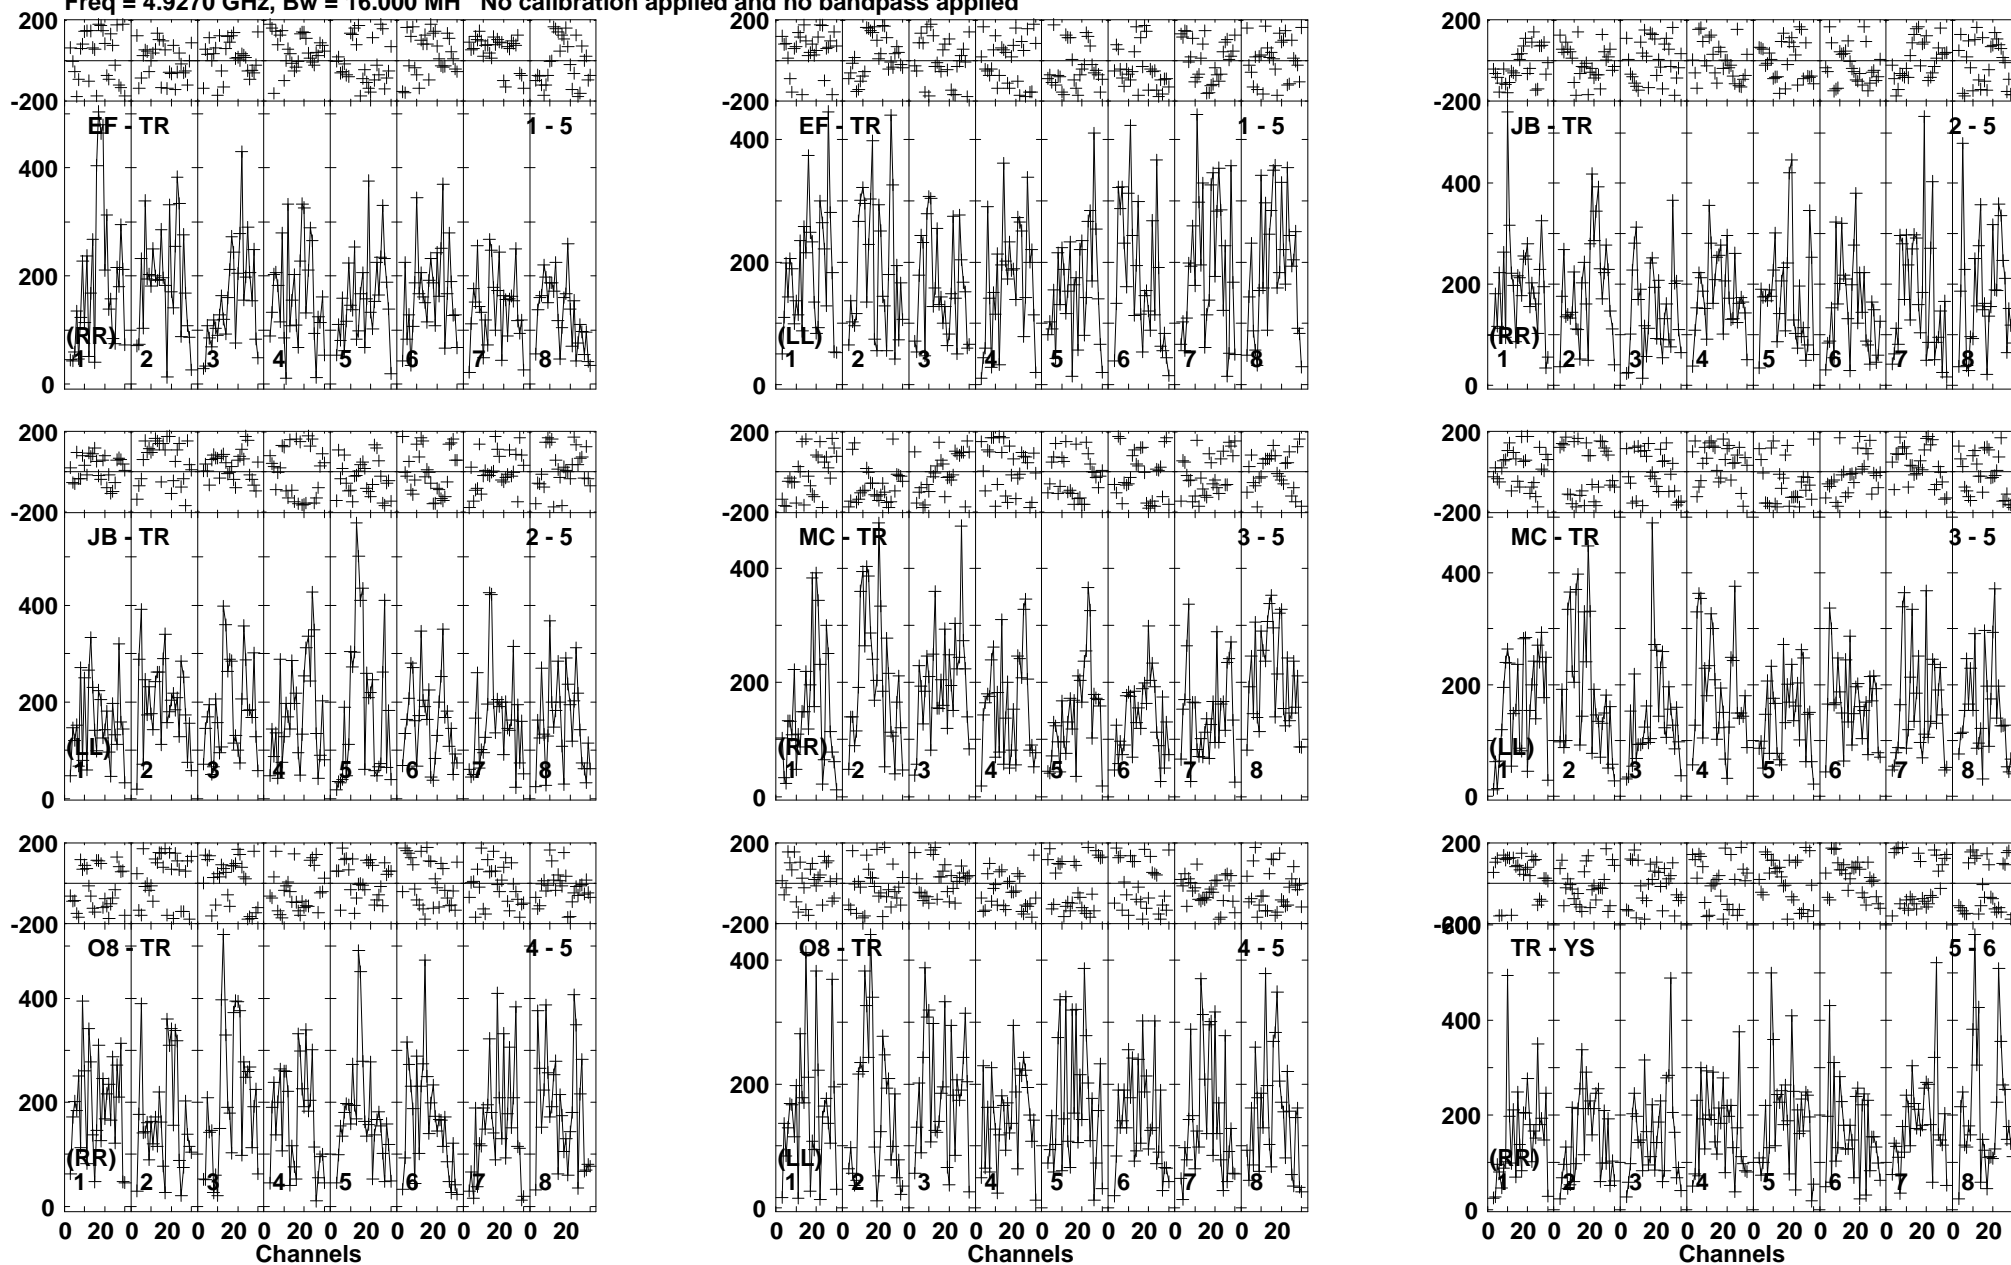 Freq = 4.9270 GHz, Bw = 16.000 MH No calibration applied and no bandpass applied
200 200 200
-200 -200 -200
EF - TR 1 - 5 EF - TR 1 - 5 JB - TR 2 - 5
400 400 400
200 200 200
(RR) (LL) (RR)
1 2 3 4 5 6 7 8 1 2 3 4 5 6 7 8 1 2 3 4 5 6 7 8
0 0 0
200 200 200
-200 -200 -200
JB - TR 2 - 5 MC - TR 3 - 5 MC - TR 3 - 5
400 400 400
200 200 200
(LL) (RR) (LL)
1 2 3 4 5 6 7 8 1 2 3 4 5 6 7 8 1 2 3 4 5 6 7 8
0 0 0
200 200 200
-200 -200 -200
600
O8 - TR 4 - 5 O8 - TR 4 - 5 TR - YS 5 - 6
400 400 400
200 200 200
(RR) (LL) (RR)
1 2 3 4 5 6 7 8 1 2 3 4 5 6 7 8 1 2 3 4 5 6 7 8
0 0 0
0 20 0 20 0 20 0 20 0 20 0 20 0 20 0 20 0 20 0 20 0 20 0 20 0 20 0 20 0 20 0 20 0 20 0 20 0 20 0 20 0 20 0 20 0 20 0 20
Channels Channels Channels